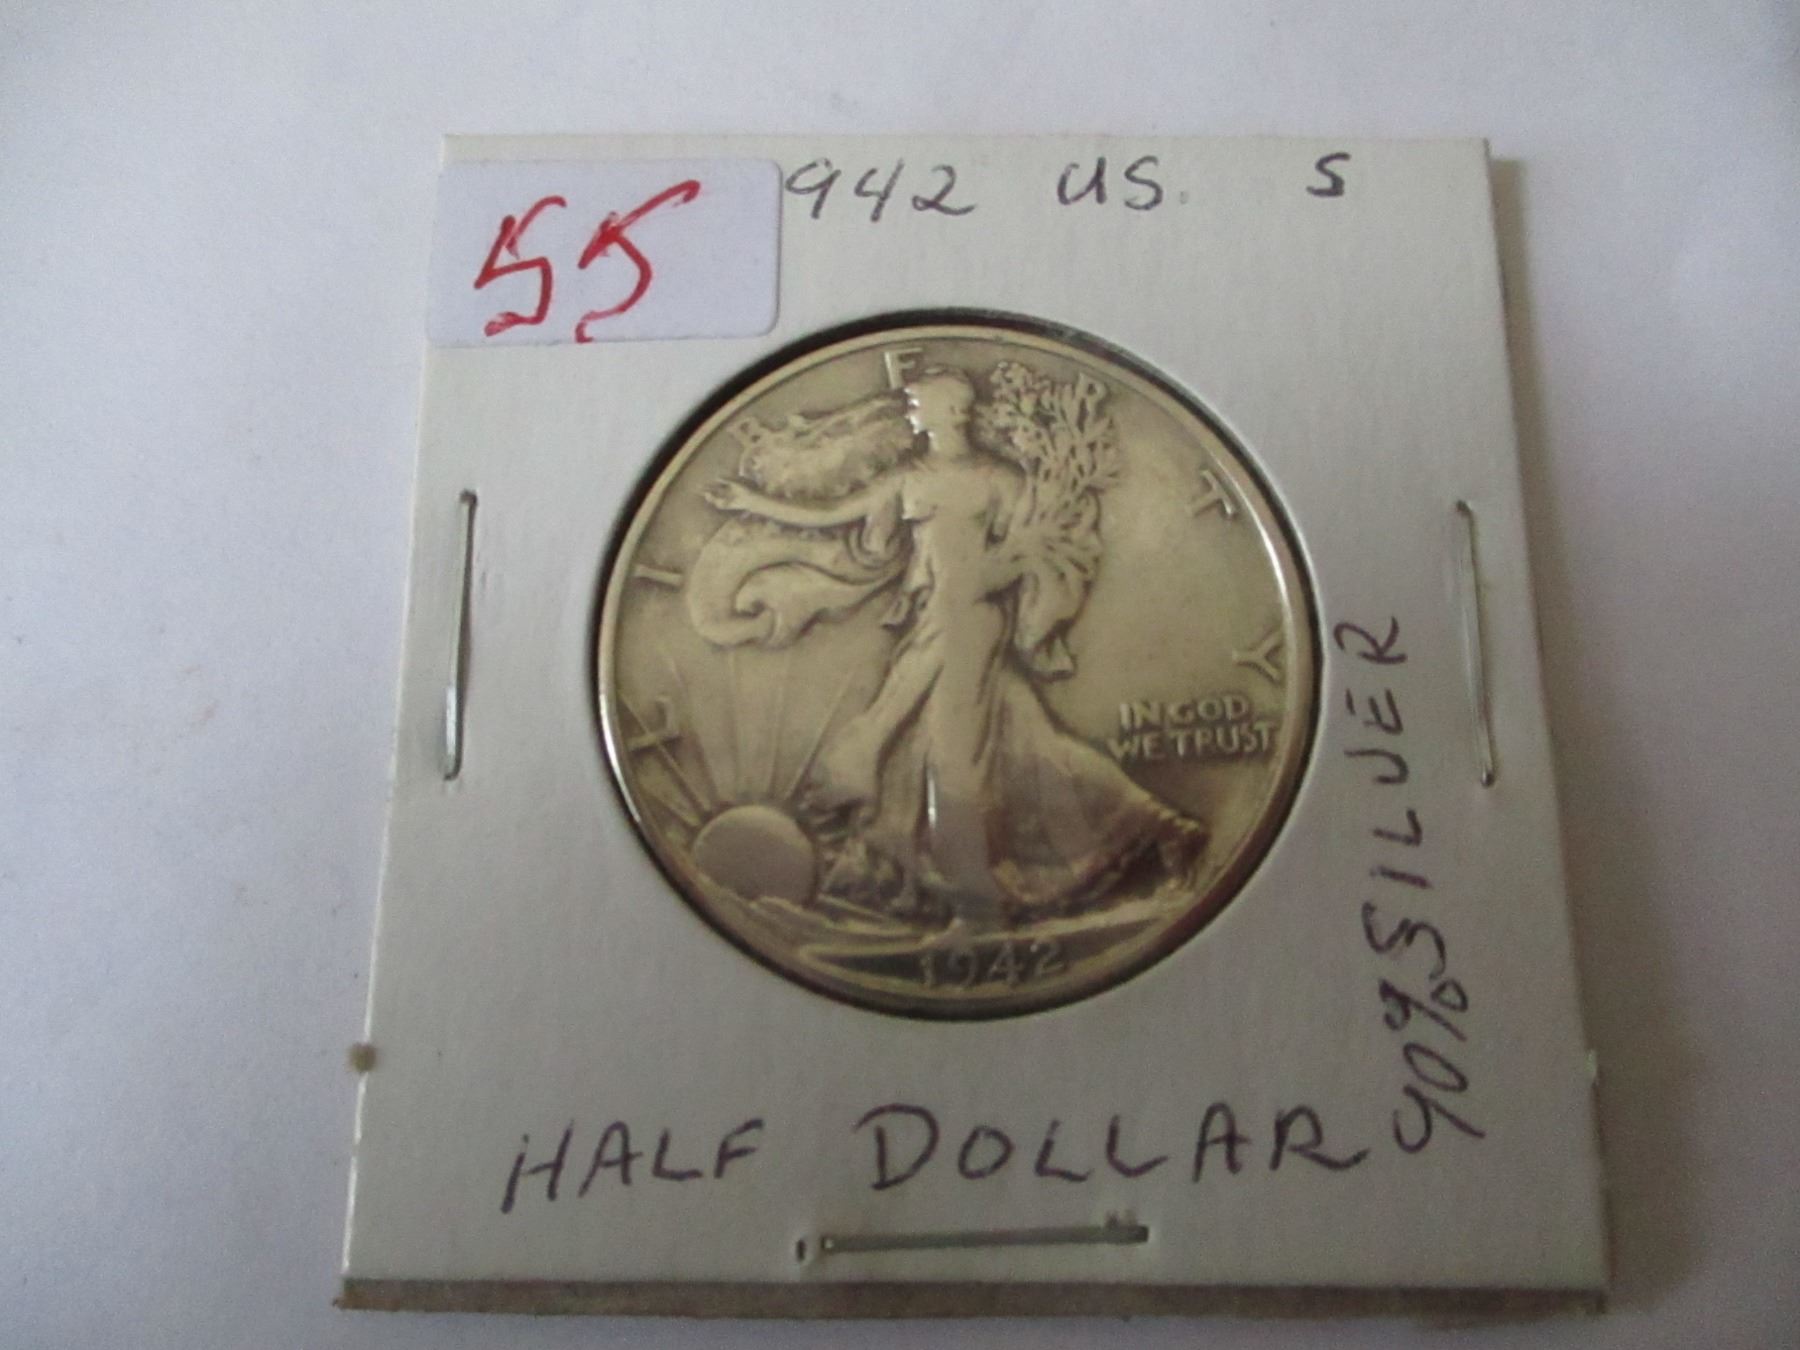 55
942 US. S
LIBERTY
IN GOD
WE TRUST
1942
90% SILVER
HALF DOLLAR